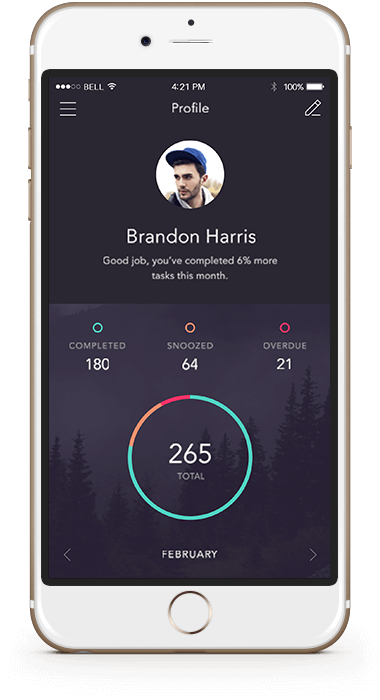 BELL 4:21 PM 100%
Profile
Brandon Harris
Good job, you've completed 6% more
tasks this month.
COMPLETED SNOOZED OVERDUE
180 64 21
265
TOTAL
FEBRUARY